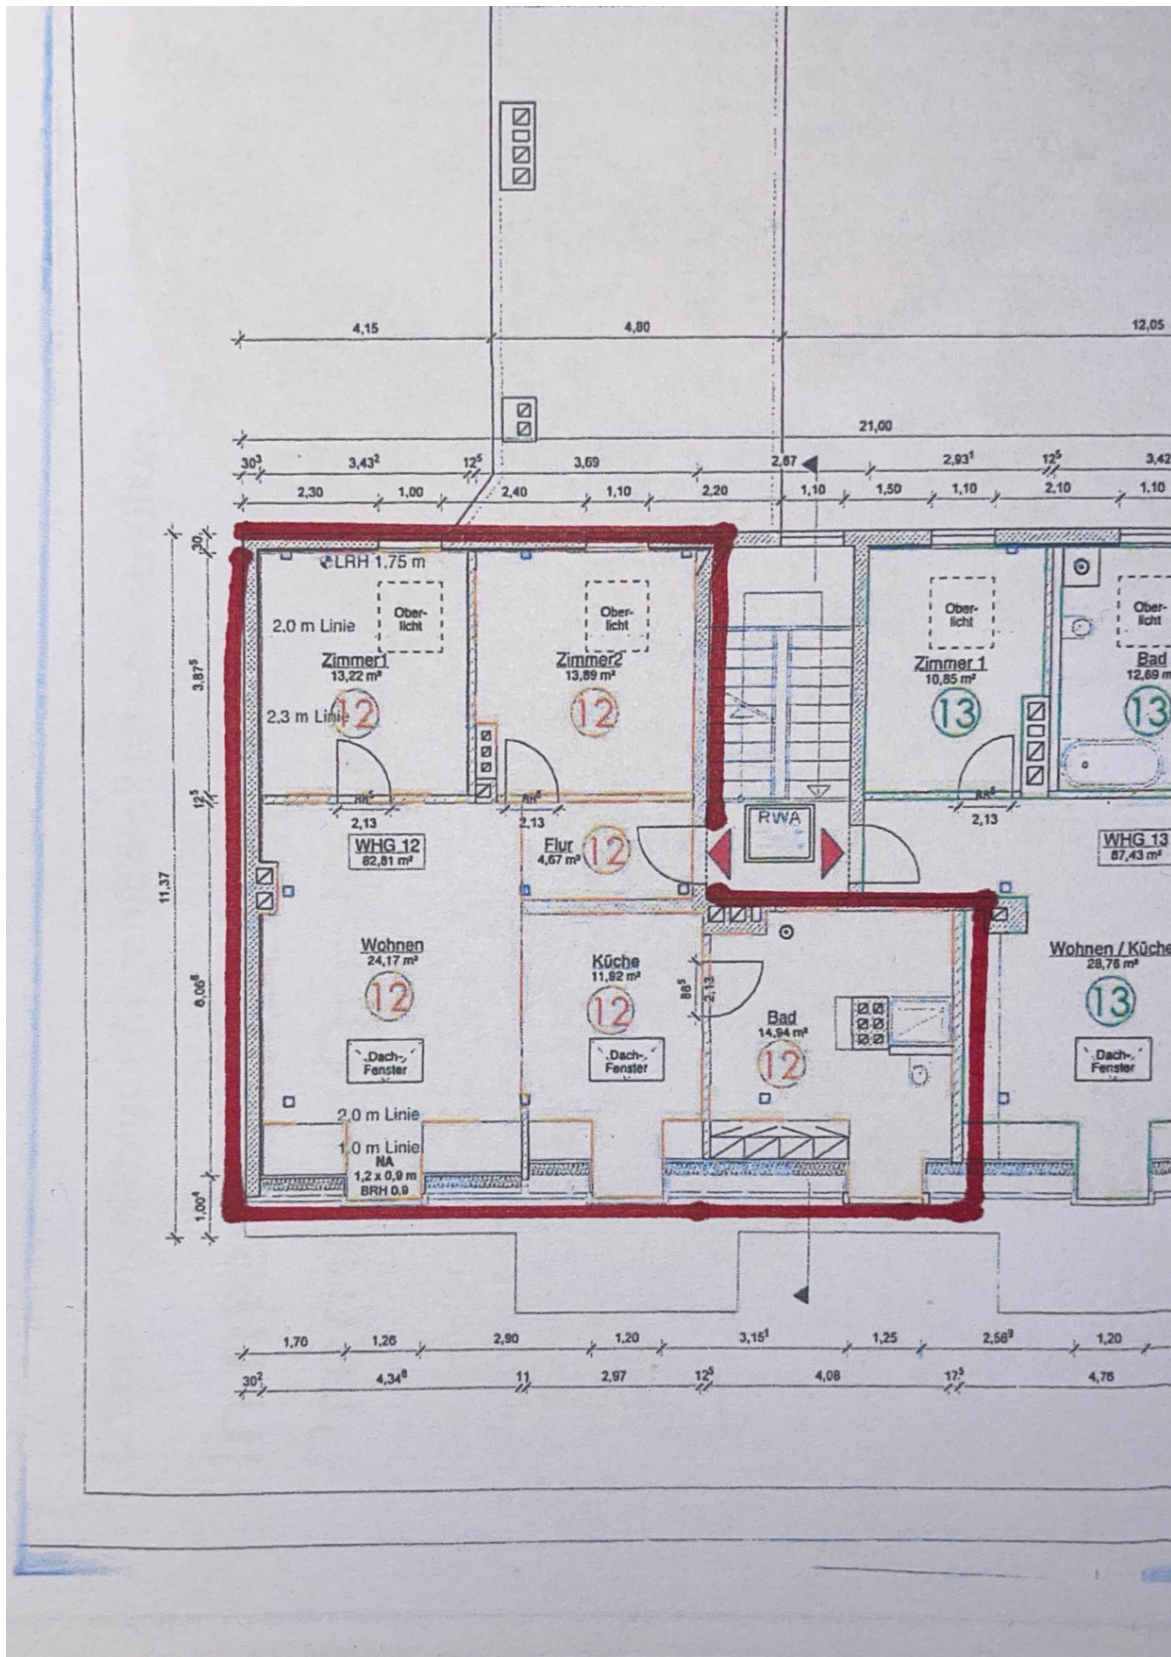 4,15 4,80 12,05
21,00
30³ 3,43² 12⁵ 3,69 2,67 2,93¹ 12⁵ 3,42
2,30 1,00 2,40 1,10 2,20 1,10 1,50 1,10 2,10 1,10
30
LRH 1.75 m
Ober-
licht
Ober-
licht
Ober-
licht
Ober-
licht
2.0 m Linie
Zimmer1
13,22 m²
Zimmer2
13,89 m²
Zimmer 1
10,85 m²
Bad
12,69 m
3,87⁵
2.3 m Linie
12
12
13
13
12⁵
2,13
2,13
2,13
RWA
WHG 12
82,81 m²
Flur
4,67 m²
12
WHG 13
87,43 m²
11,37
Wohnen
24,17 m²
12
Küche
11,92 m²
12
88⁵
2,13
Bad
14,94 m²
12
Wohnen / Küche
28,76 m²
13
Dach-
Fenster
Dach-
Fenster
Dach-
Fenster
2.0 m Linie
1.0 m Linie
NA
1,2 x 0,9 m
BRH 0.9
1,00⁴
1,70 1,26 2,90 1,20 3,15¹ 1,25 2,56³ 1,20
30² 4,34⁸ 11 2,97 12⁵ 4,08 17⁵ 4,76